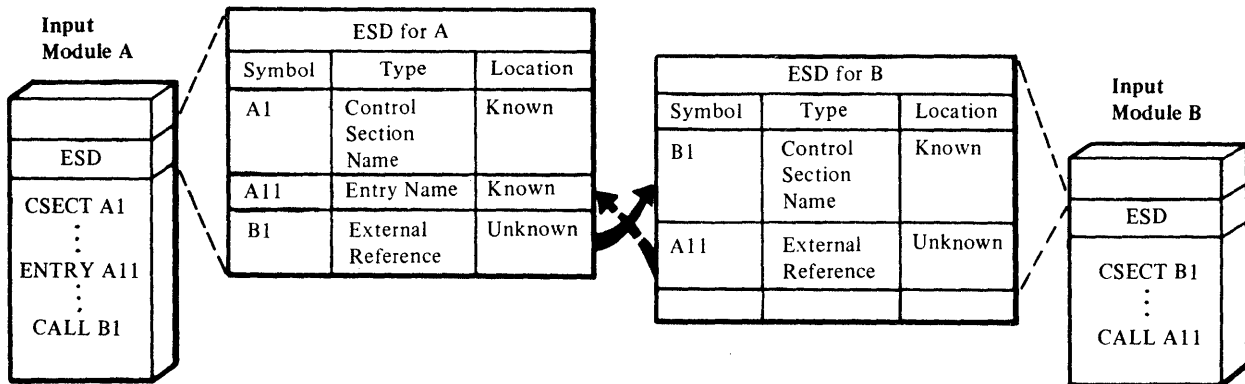 Input
Module A
ESD
CSECT A1
ENTRY A11
CALL B1
ESD for A
Symbol Type Location
A1 Control Section Name Known
A11 Entry Name Known
B1 External Reference Unknown
ESD for B
Symbol Type Location
B1 Control Section Name Known
A11 External Reference Unknown
Input
Module B
ESD
CSECT B1
CALL A11